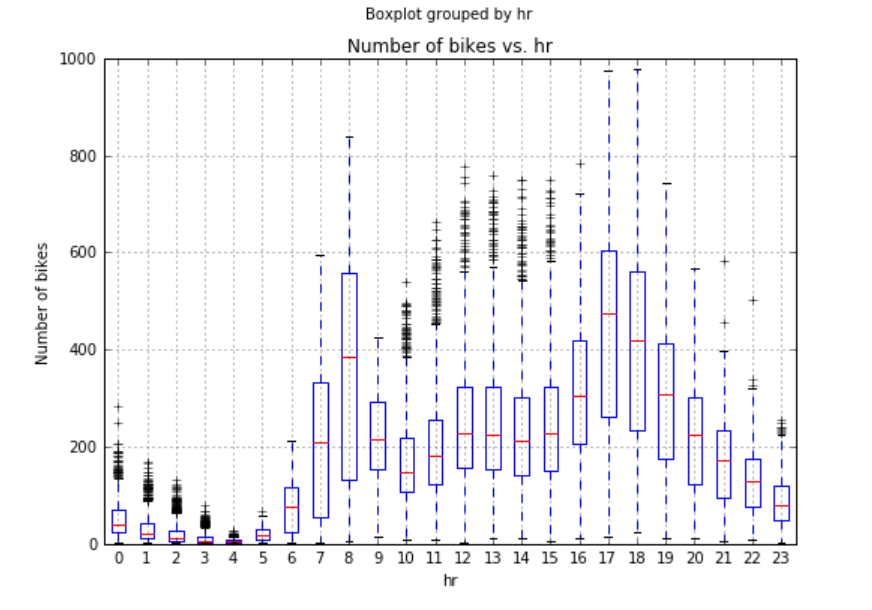 Boxplot grouped by hr
Number of bikes vs. hr
1000
800
600
400
200
0
Number of bikes
0 1 2 3 4 5 6 7 8 9 10 11 12 13 14 15 16 17 18 19 20 21 22 23
hr